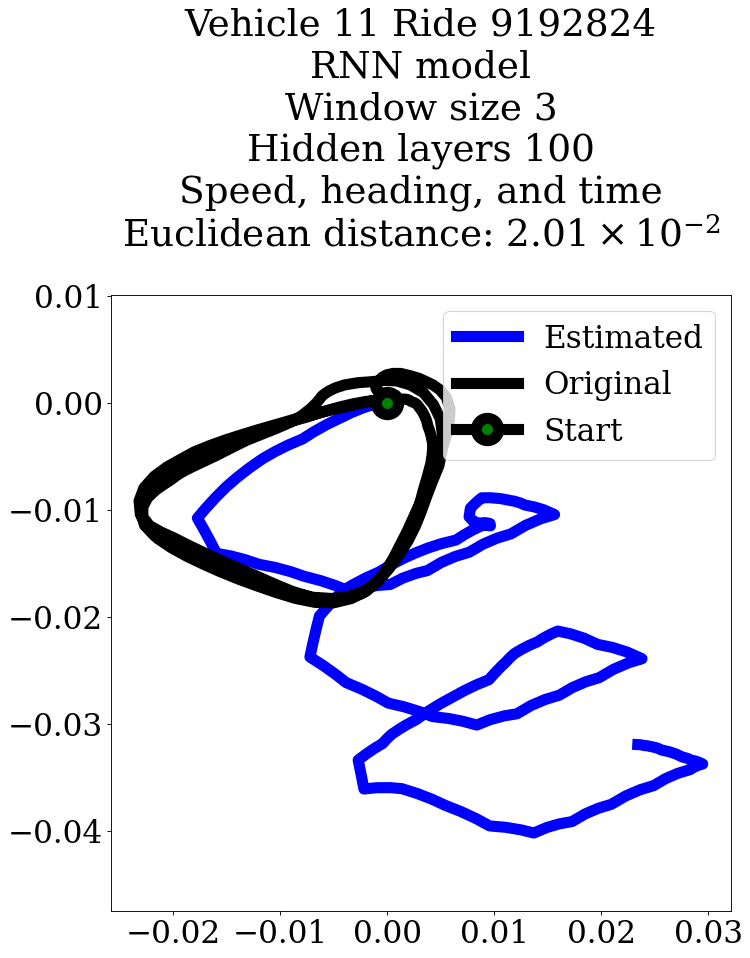 Vehicle 11 Ride 9192824
RNN model
Window size 3
Hidden layers 100
Speed, heading, and time
Euclidean distance: 2.01 × 10⁻²
0.01
0.00
−0.01
−0.02
−0.03
−0.04
Estimated
Original
Start
−0.02 −0.01 0.00 0.01 0.02 0.03